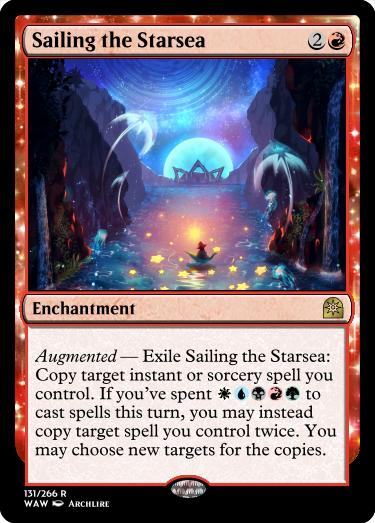 Sailing the Starsea 2
Enchantment
Augmented — Exile Sailing the Starsea:
Copy target instant or sorcery spell you
control. If you've spent to
cast spells this turn, you may instead
copy target spell you control twice. You
may choose new targets for the copies.
131/266 R
WAW ARCHLIRE